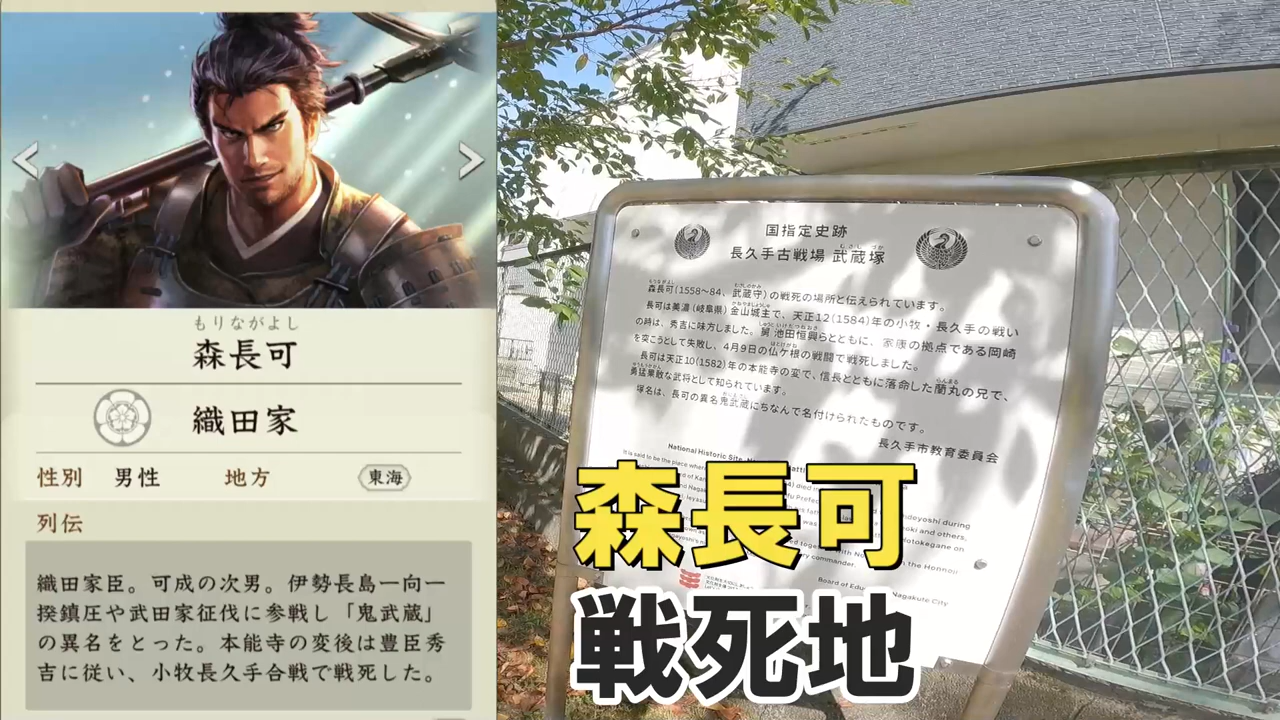 もりながよし
森長可
織田家
性別 男性 地方 東海
列伝
織田家臣。可成の次男。伊勢長島一向一
揆鎮圧や武田家征伐に参戦し「鬼武蔵」
の異名をとった。本能寺の変後は豊臣秀
吉に従い、小牧長久手合戦で戦死した。
国指定史跡
長久手古戦場 武蔵塚
森長可(1558~84、武蔵守)の戦死の場所と伝えられています。
長可は美濃(岐阜県)金山城主で、天正12(1584)年の小牧・長久手の戦い
の時は、秀吉に味方しました。舅 池田恒興らとともに、家康の拠点である岡崎
を突こうとして失敗し、4月9日の仏ケ根の戦闘で戦死しました。
長可は天正10(1582)年の本能寺の変で、信長とともに落命した蘭丸の兄で、
勇猛果敢な武将として知られています。
塚名は、長可の異名鬼武蔵にちなんで名付けられたものです。
長久手市教育委員会
National Historic Site,
It is said to be the place where
Board of Education Nagakute City
森長可
戦死地